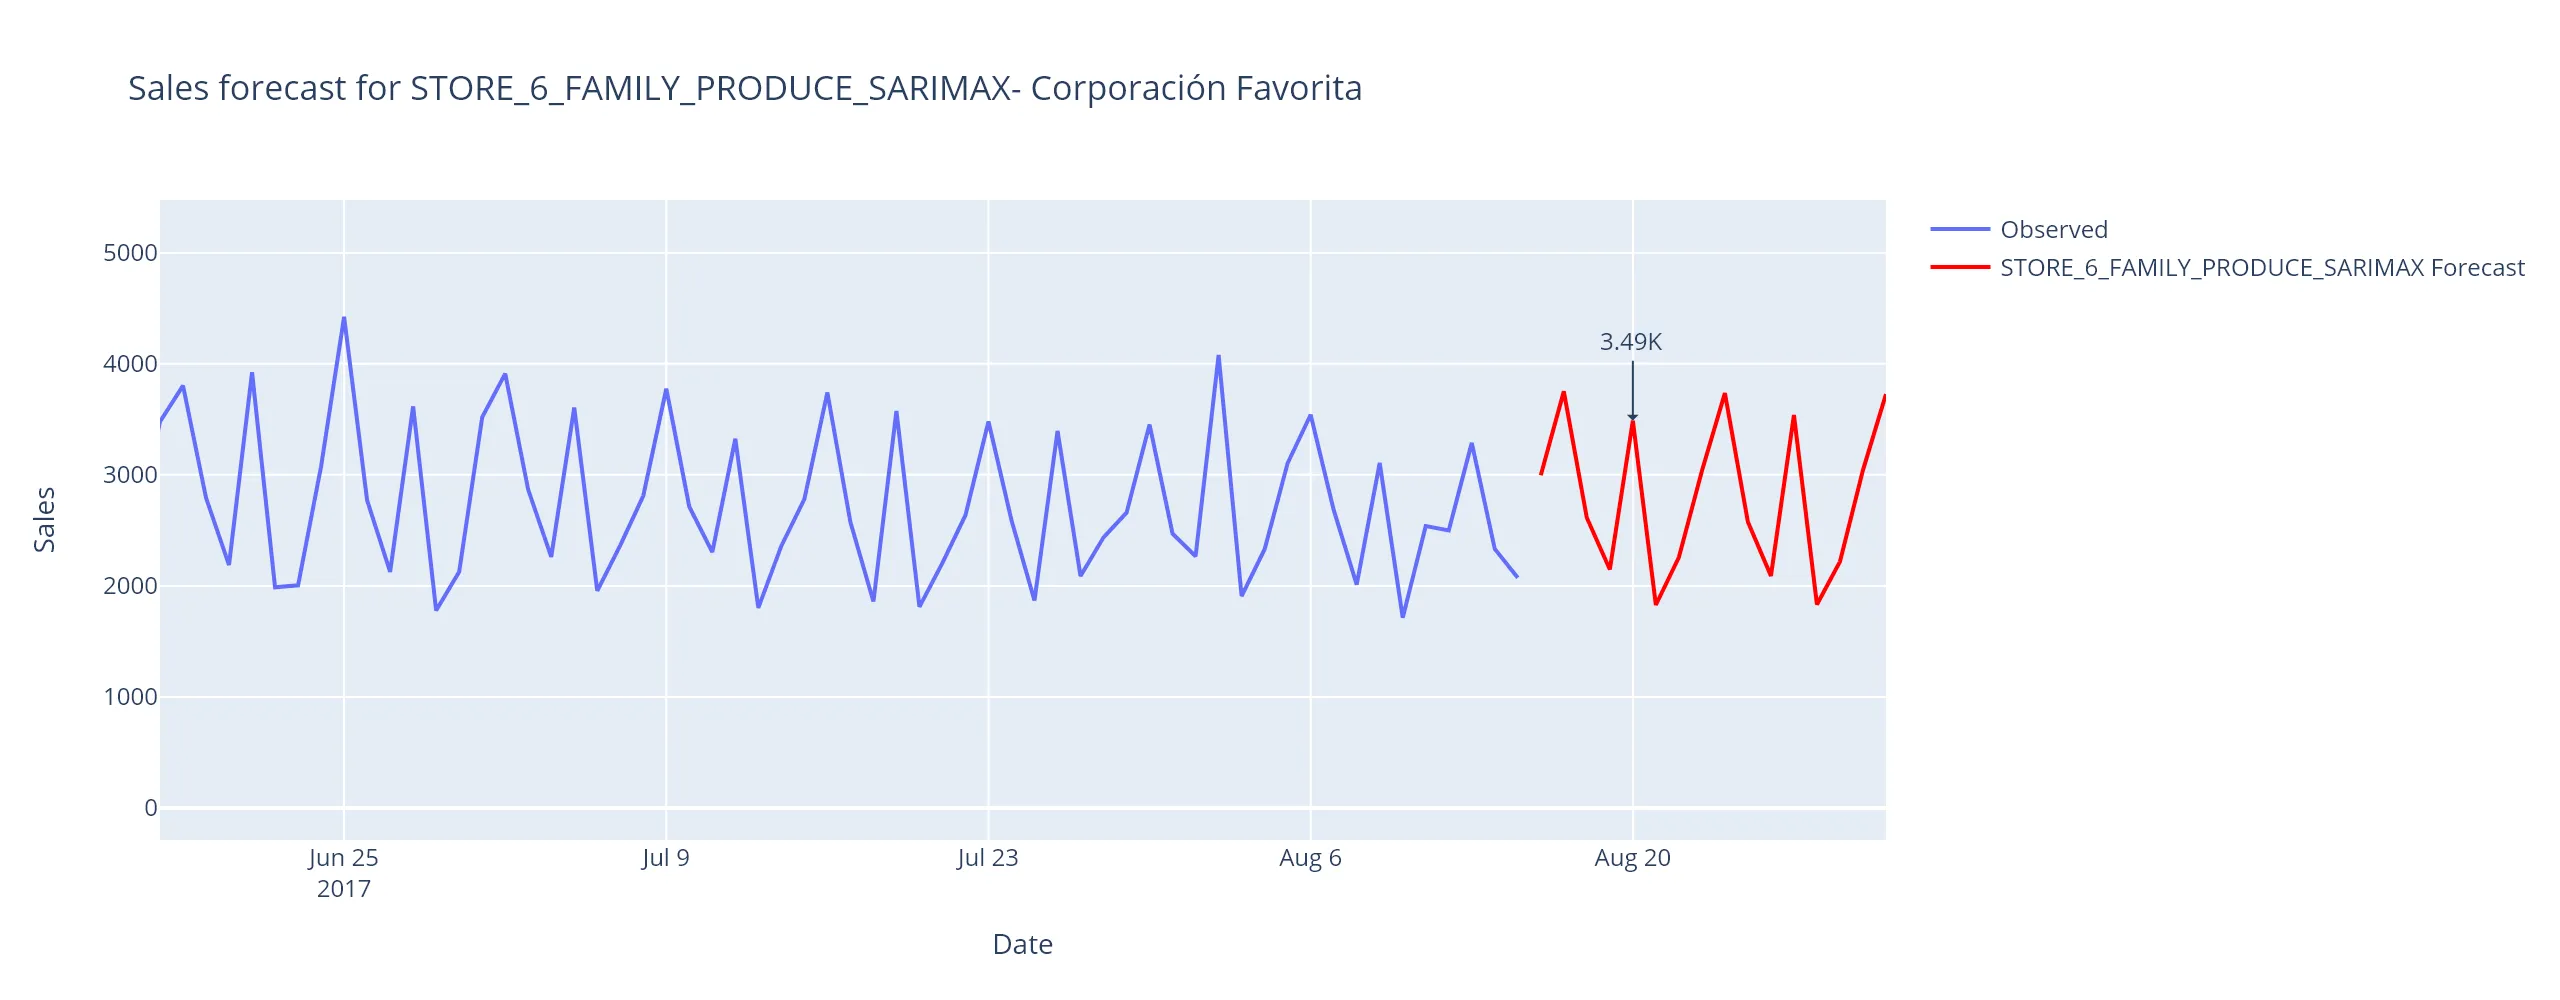 Sales forecast for STORE_6_FAMILY_PRODUCE_SARIMAX- Corporación Favorita
Observed
STORE_6_FAMILY_PRODUCE_SARIMAX Forecast
3.49K
5000
4000
3000
2000
1000
0
Sales
Jun 25
2017
Jul 9
Jul 23
Aug 6
Aug 20
Date